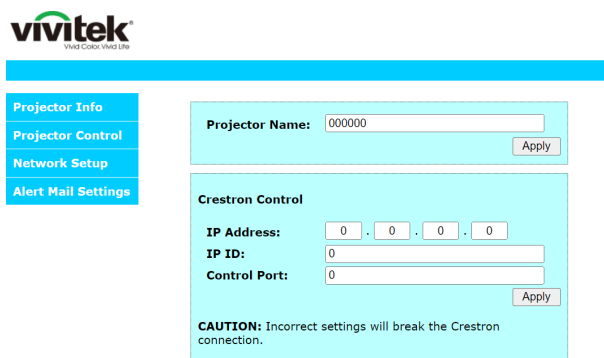 vivitek®
Vivid Color. Vivid Life
Projector Info
Projector Control
Network Setup
Alert Mail Settings
Projector Name: 000000
Apply
Crestron Control
IP Address: 0 . 0 . 0 . 0
IP ID: 0
Control Port: 0
Apply
CAUTION: Incorrect settings will break the Crestron
connection.